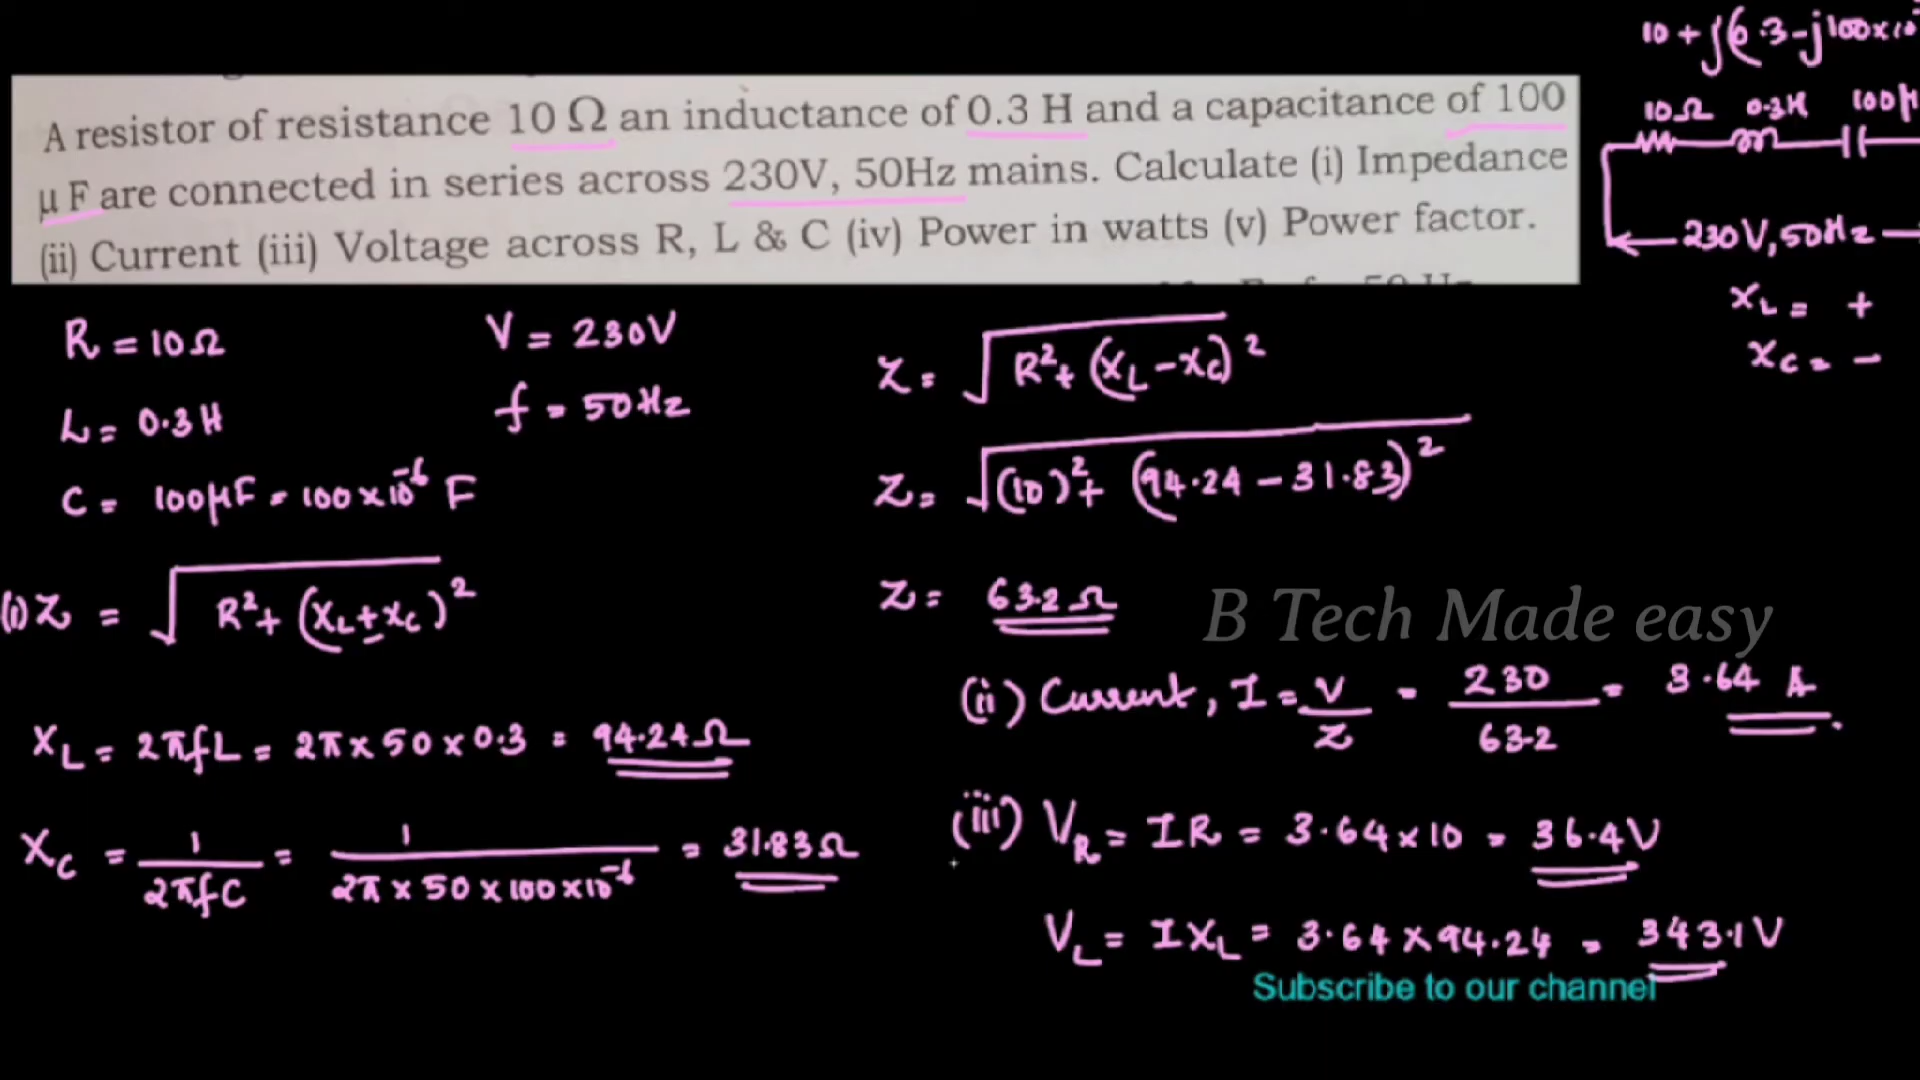 A resistor of resistance 10 Ω an inductance of 0.3 H and a capacitance of 100
μ F are connected in series across 230V, 50Hz mains. Calculate (i) Impedance
(ii) Current (iii) Voltage across R, L & C (iv) Power in watts (v) Power factor.
10Ω 0.3H
230V, 50Hz
XL = +
XC = -
R = 10Ω
V = 230V
L = 0.3H
f = 50Hz
C = 100μF = 100×10⁻⁶ F
(i) Z = √R²+(XL±XC)²
XL = 2πfL = 2π×50×0.3 = 94.24Ω
XC = 1/2πfC = 1/2π×50×100×10⁻⁶ = 31.83Ω
Z = √R²+(XL-XC)²
Z = √(10)²+(94.24-31.83)²
Z = 63.2Ω
B Tech Made easy
(ii) Current, I = V/Z = 230/63.2 = 3.64 A
(iii) VR = IR = 3.64×10 = 36.4V
VL = IXL = 3.64×94.24 = 343.1V
Subscribe to our channel